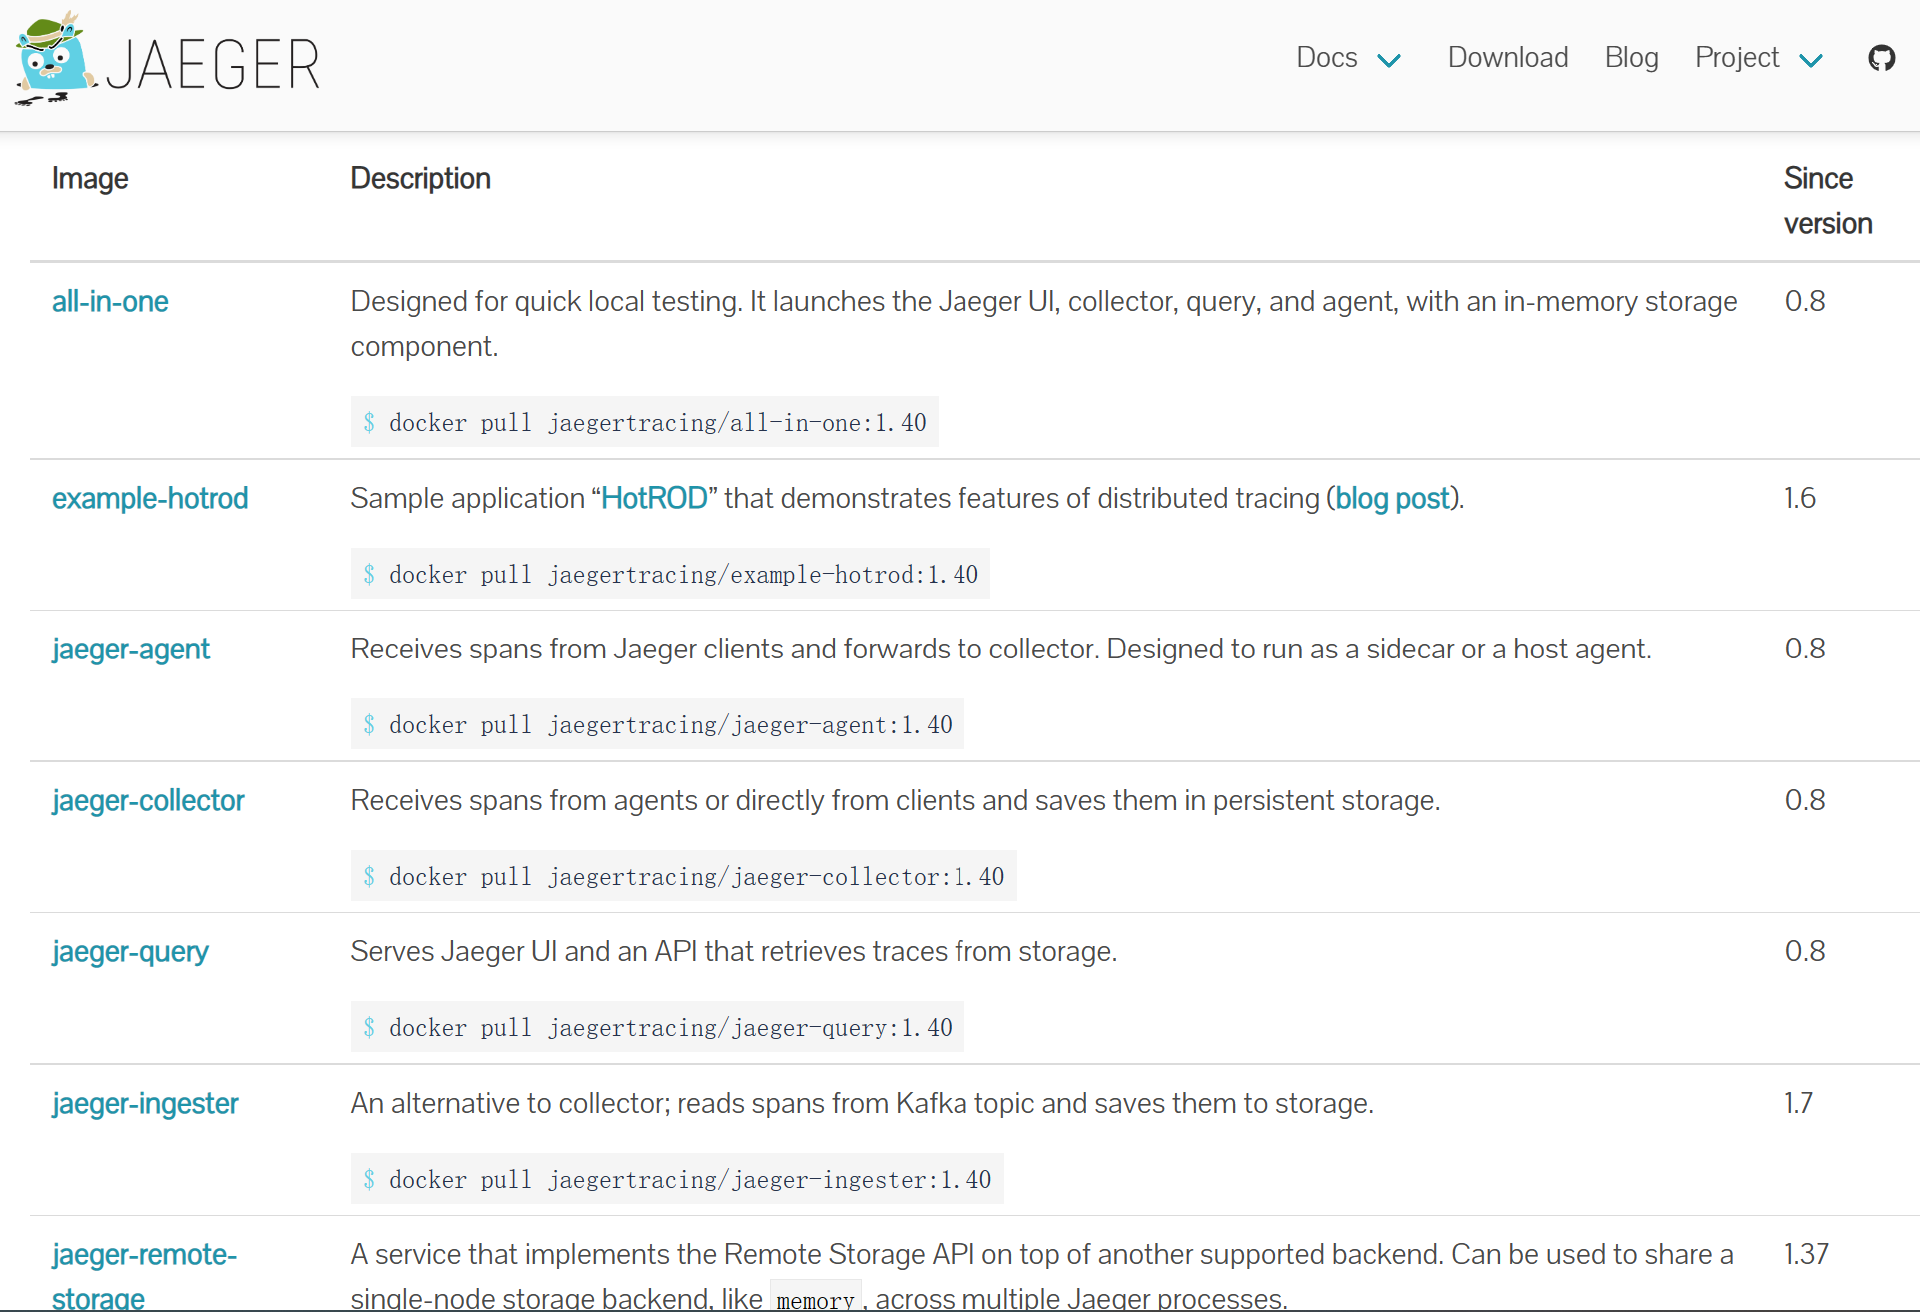 JAEGER
Docs Download Blog Project
Image Description Since
version
all-in-one Designed for quick local testing. It launches the Jaeger UI, collector, query, and agent, with an in-memory storage 0.8
component.
$ docker pull jaegertracing/all-in-one:1.40
example-hotrod Sample application “HotROD” that demonstrates features of distributed tracing (blog post). 1.6
$ docker pull jaegertracing/example-hotrod:1.40
jaeger-agent Receives spans from Jaeger clients and forwards to collector. Designed to run as a sidecar or a host agent. 0.8
$ docker pull jaegertracing/jaeger-agent:1.40
jaeger-collector Receives spans from agents or directly from clients and saves them in persistent storage. 0.8
$ docker pull jaegertracing/jaeger-collector:1.40
jaeger-query Serves Jaeger UI and an API that retrieves traces from storage. 0.8
$ docker pull jaegertracing/jaeger-query:1.40
jaeger-ingester An alternative to collector; reads spans from Kafka topic and saves them to storage. 1.7
$ docker pull jaegertracing/jaeger-ingester:1.40
jaeger-remote- A service that implements the Remote Storage API on top of another supported backend. Can be used to share a 1.37
storage single-node storage backend, like memory, across multiple Jaeger processes.